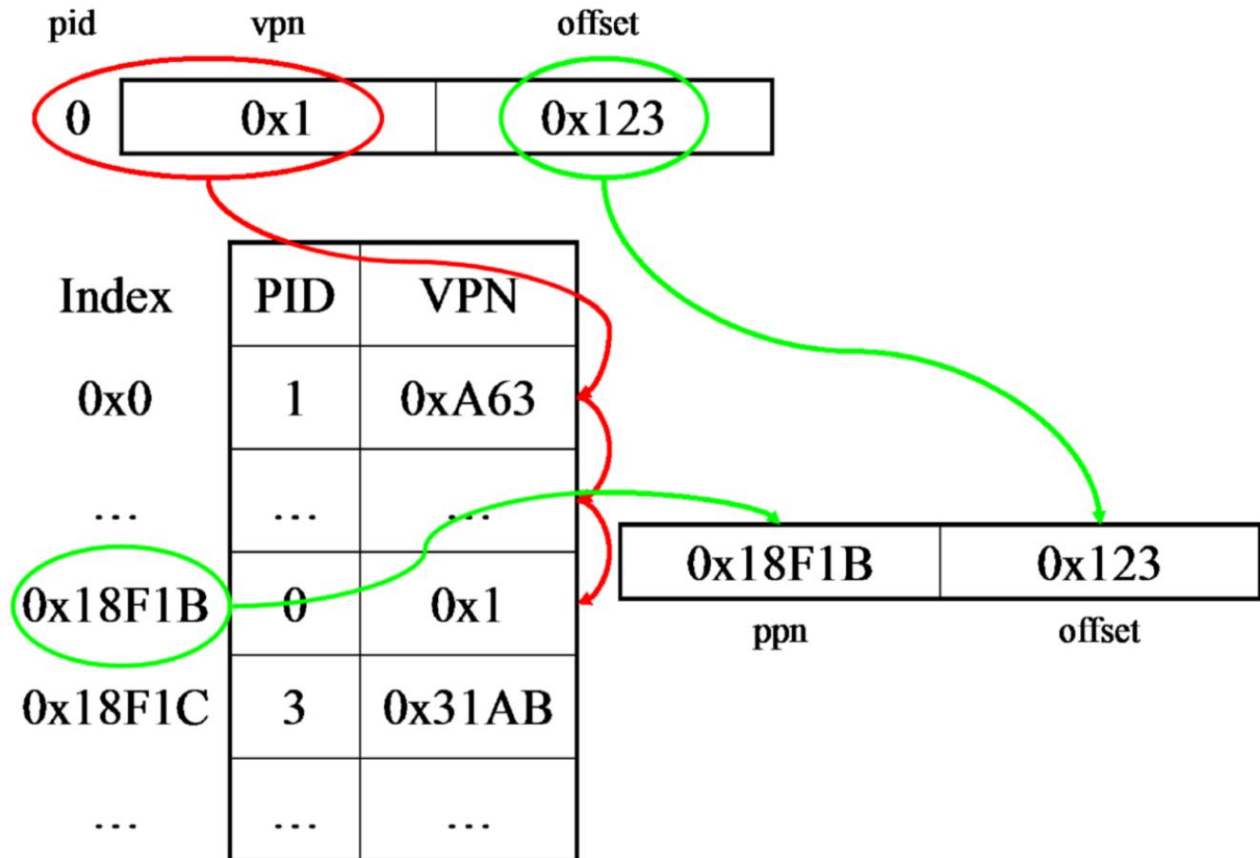 pid vpn offset
0 0x1 0x123
Index PID VPN
0x0 1 0xA63
... ... ...
0x18F1B 0 0x1
0x18F1C 3 0x31AB
... ... ...
0x18F1B 0x123
ppn offset